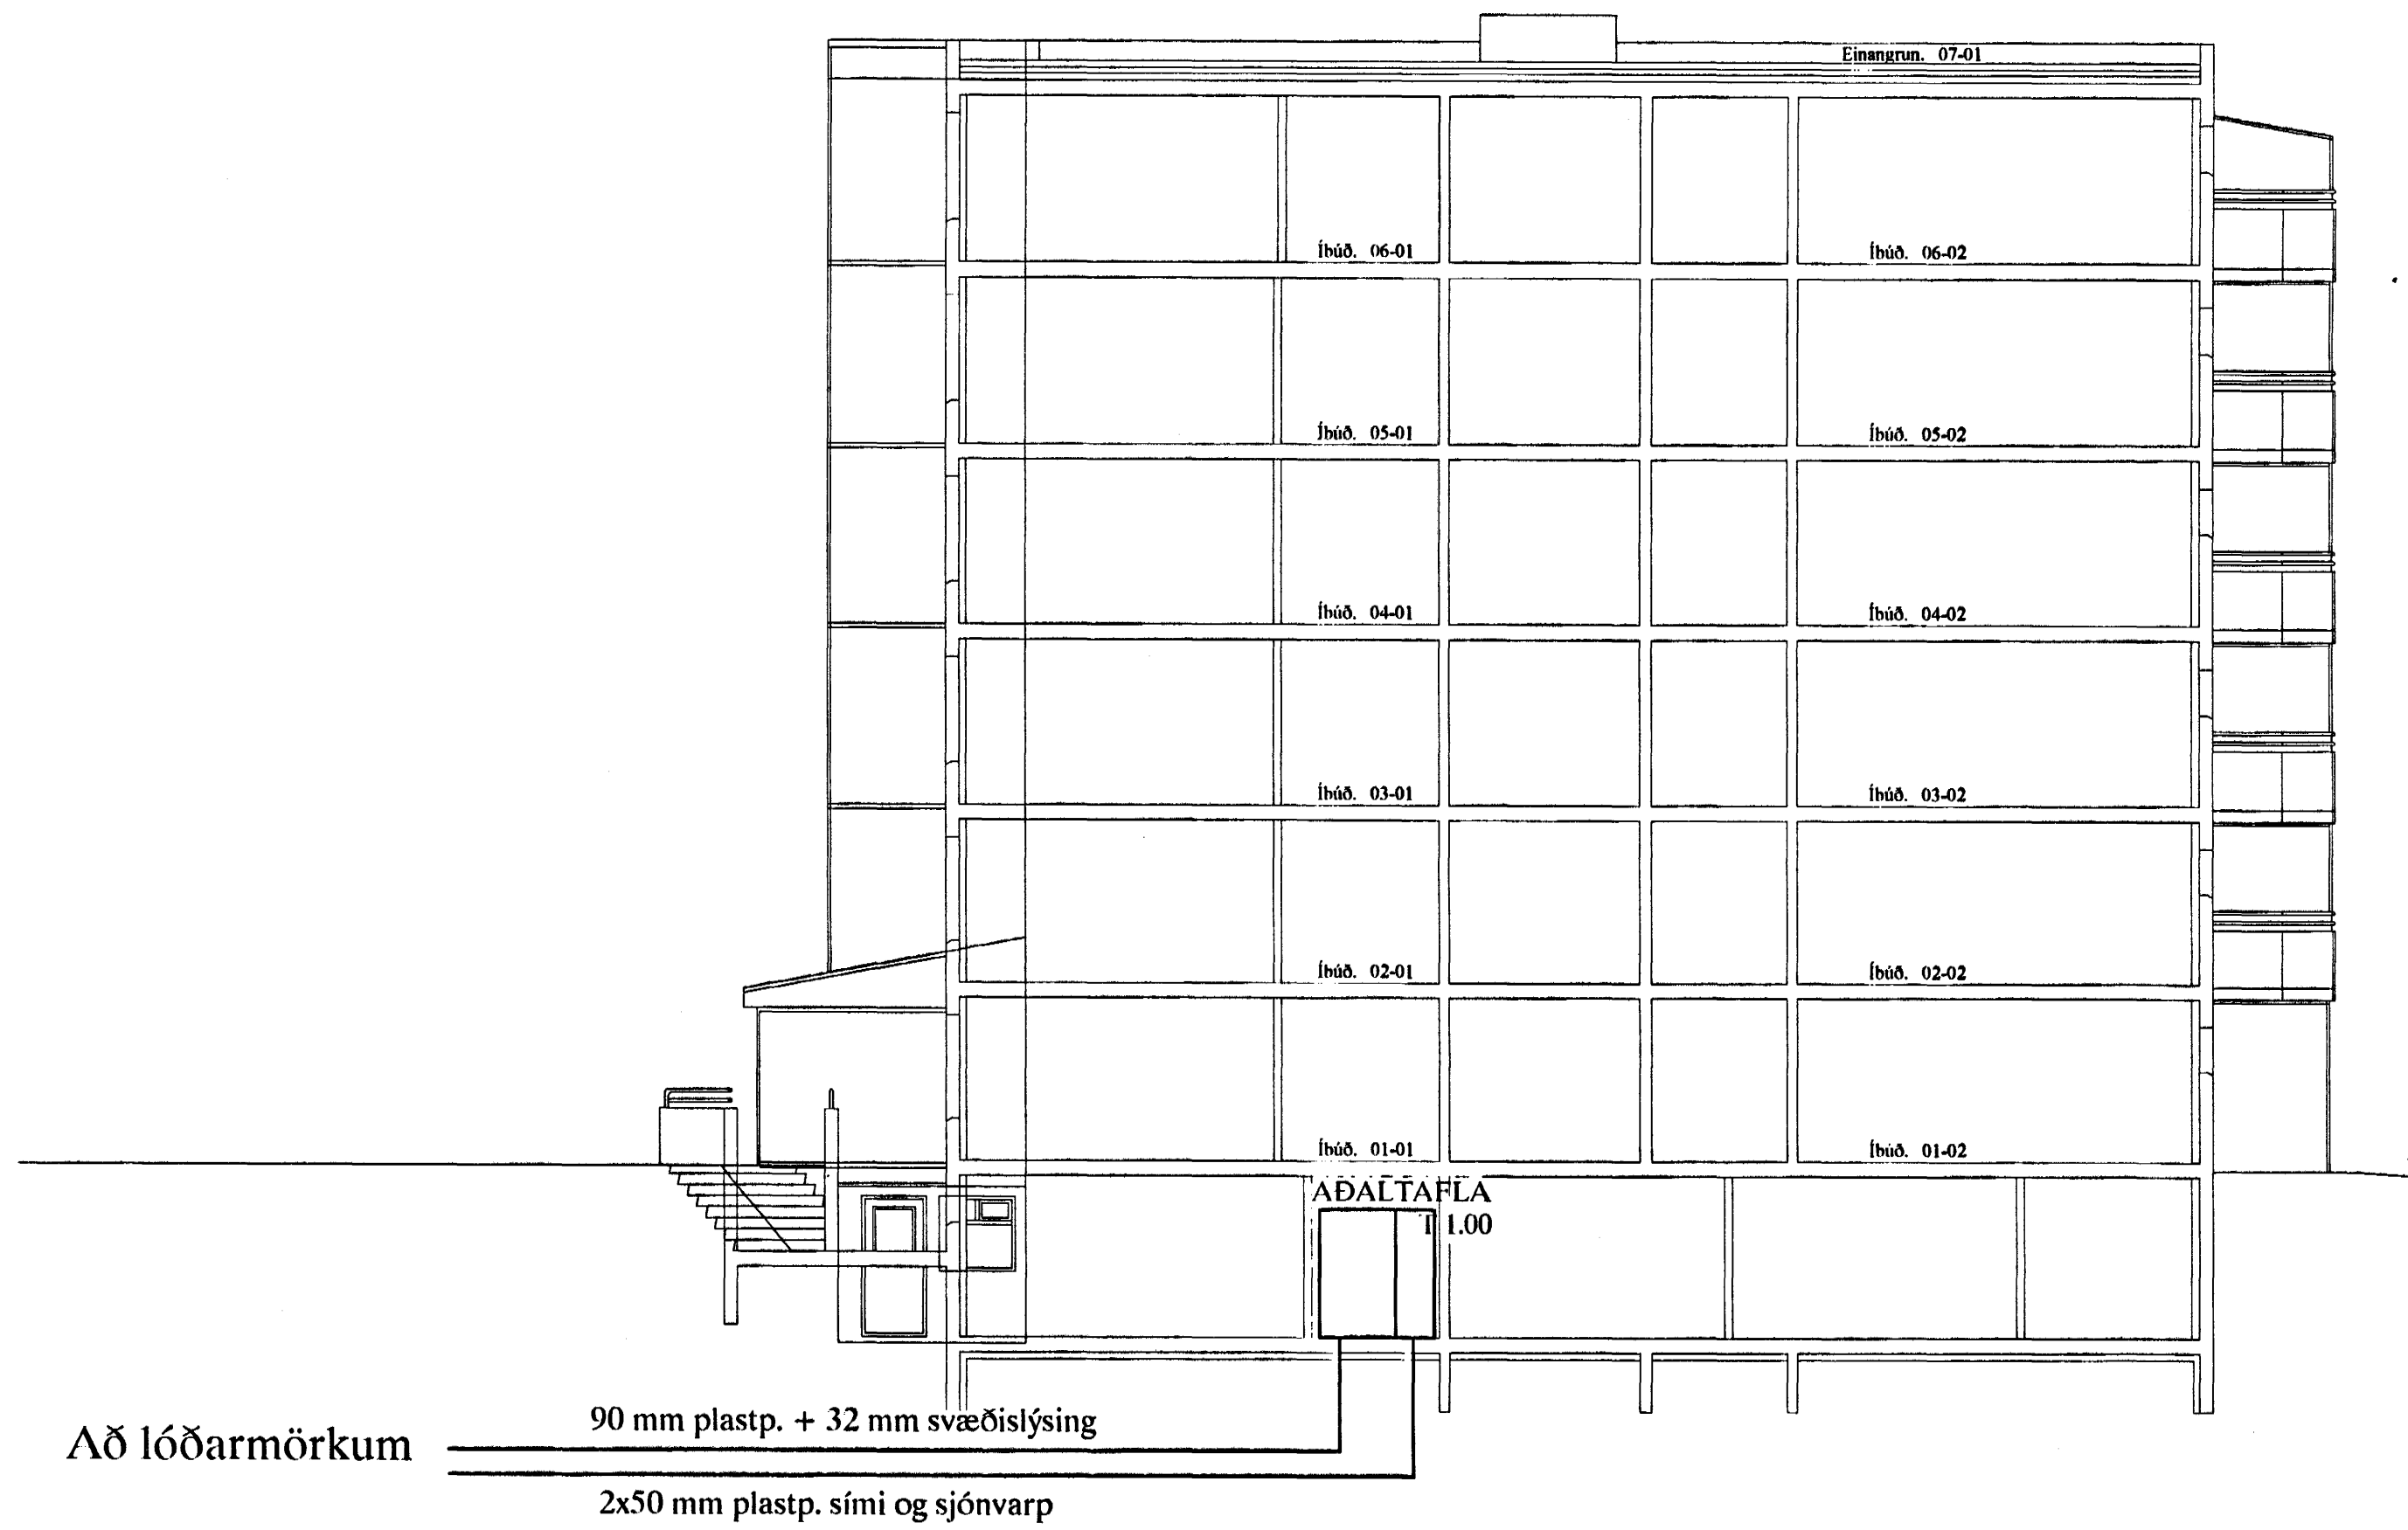 Einangrun. 07-01
Íbúð. 06-01
Íbúð. 06-02
Íbúð. 05-01
Íbúð. 05-02
Íbúð. 04-01
Íbúð. 04-02
Íbúð. 03-01
Íbúð. 03-02
Íbúð. 02-01
Íbúð. 02-02
Íbúð. 01-01
Íbúð. 01-02
AÐALTAFLA
T 1.00
90 mm plastp. + 32 mm svæðislýsing
Að lóðarmörkum
2x50 mm plastp. sími og sjónvarp